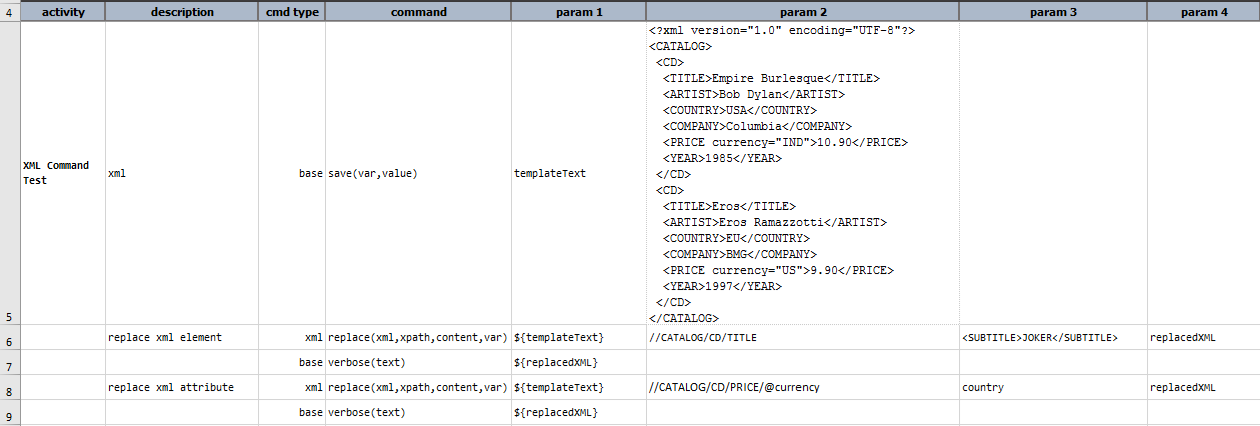 4 activity description cmd type command param 1 param 2 param 3 param 4
<?xml version="1.0" encoding="UTF-8"?>
<CATALOG>
<CD>
<TITLE>Empire Burlesque</TITLE>
<ARTIST>Bob Dylan</ARTIST>
<COUNTRY>USA</COUNTRY>
<COMPANY>Columbia</COMPANY>
<PRICE currency="IND">10.90</PRICE>
<YEAR>1985</YEAR>
XML Command
Test
xml base save(var,value) templateText
</CD>
<CD>
<TITLE>Eros</TITLE>
<ARTIST>Eros Ramazzotti</ARTIST>
<COUNTRY>EU</COUNTRY>
<COMPANY>BMG</COMPANY>
<PRICE currency="US">9.90</PRICE>
<YEAR>1997</YEAR>
</CD>
</CATALOG>
5
6 replace xml element xml replace(xml,xpath,content,var) ${templateText} //CATALOG/CD/TITLE <SUBTITLE>JOKER</SUBTITLE> replacedXML
7 base verbose(text) ${replacedXML}
8 replace xml attribute xml replace(xml,xpath,content,var) ${templateText} //CATALOG/CD/PRICE/@currency country replacedXML
9 base verbose(text) ${replacedXML}